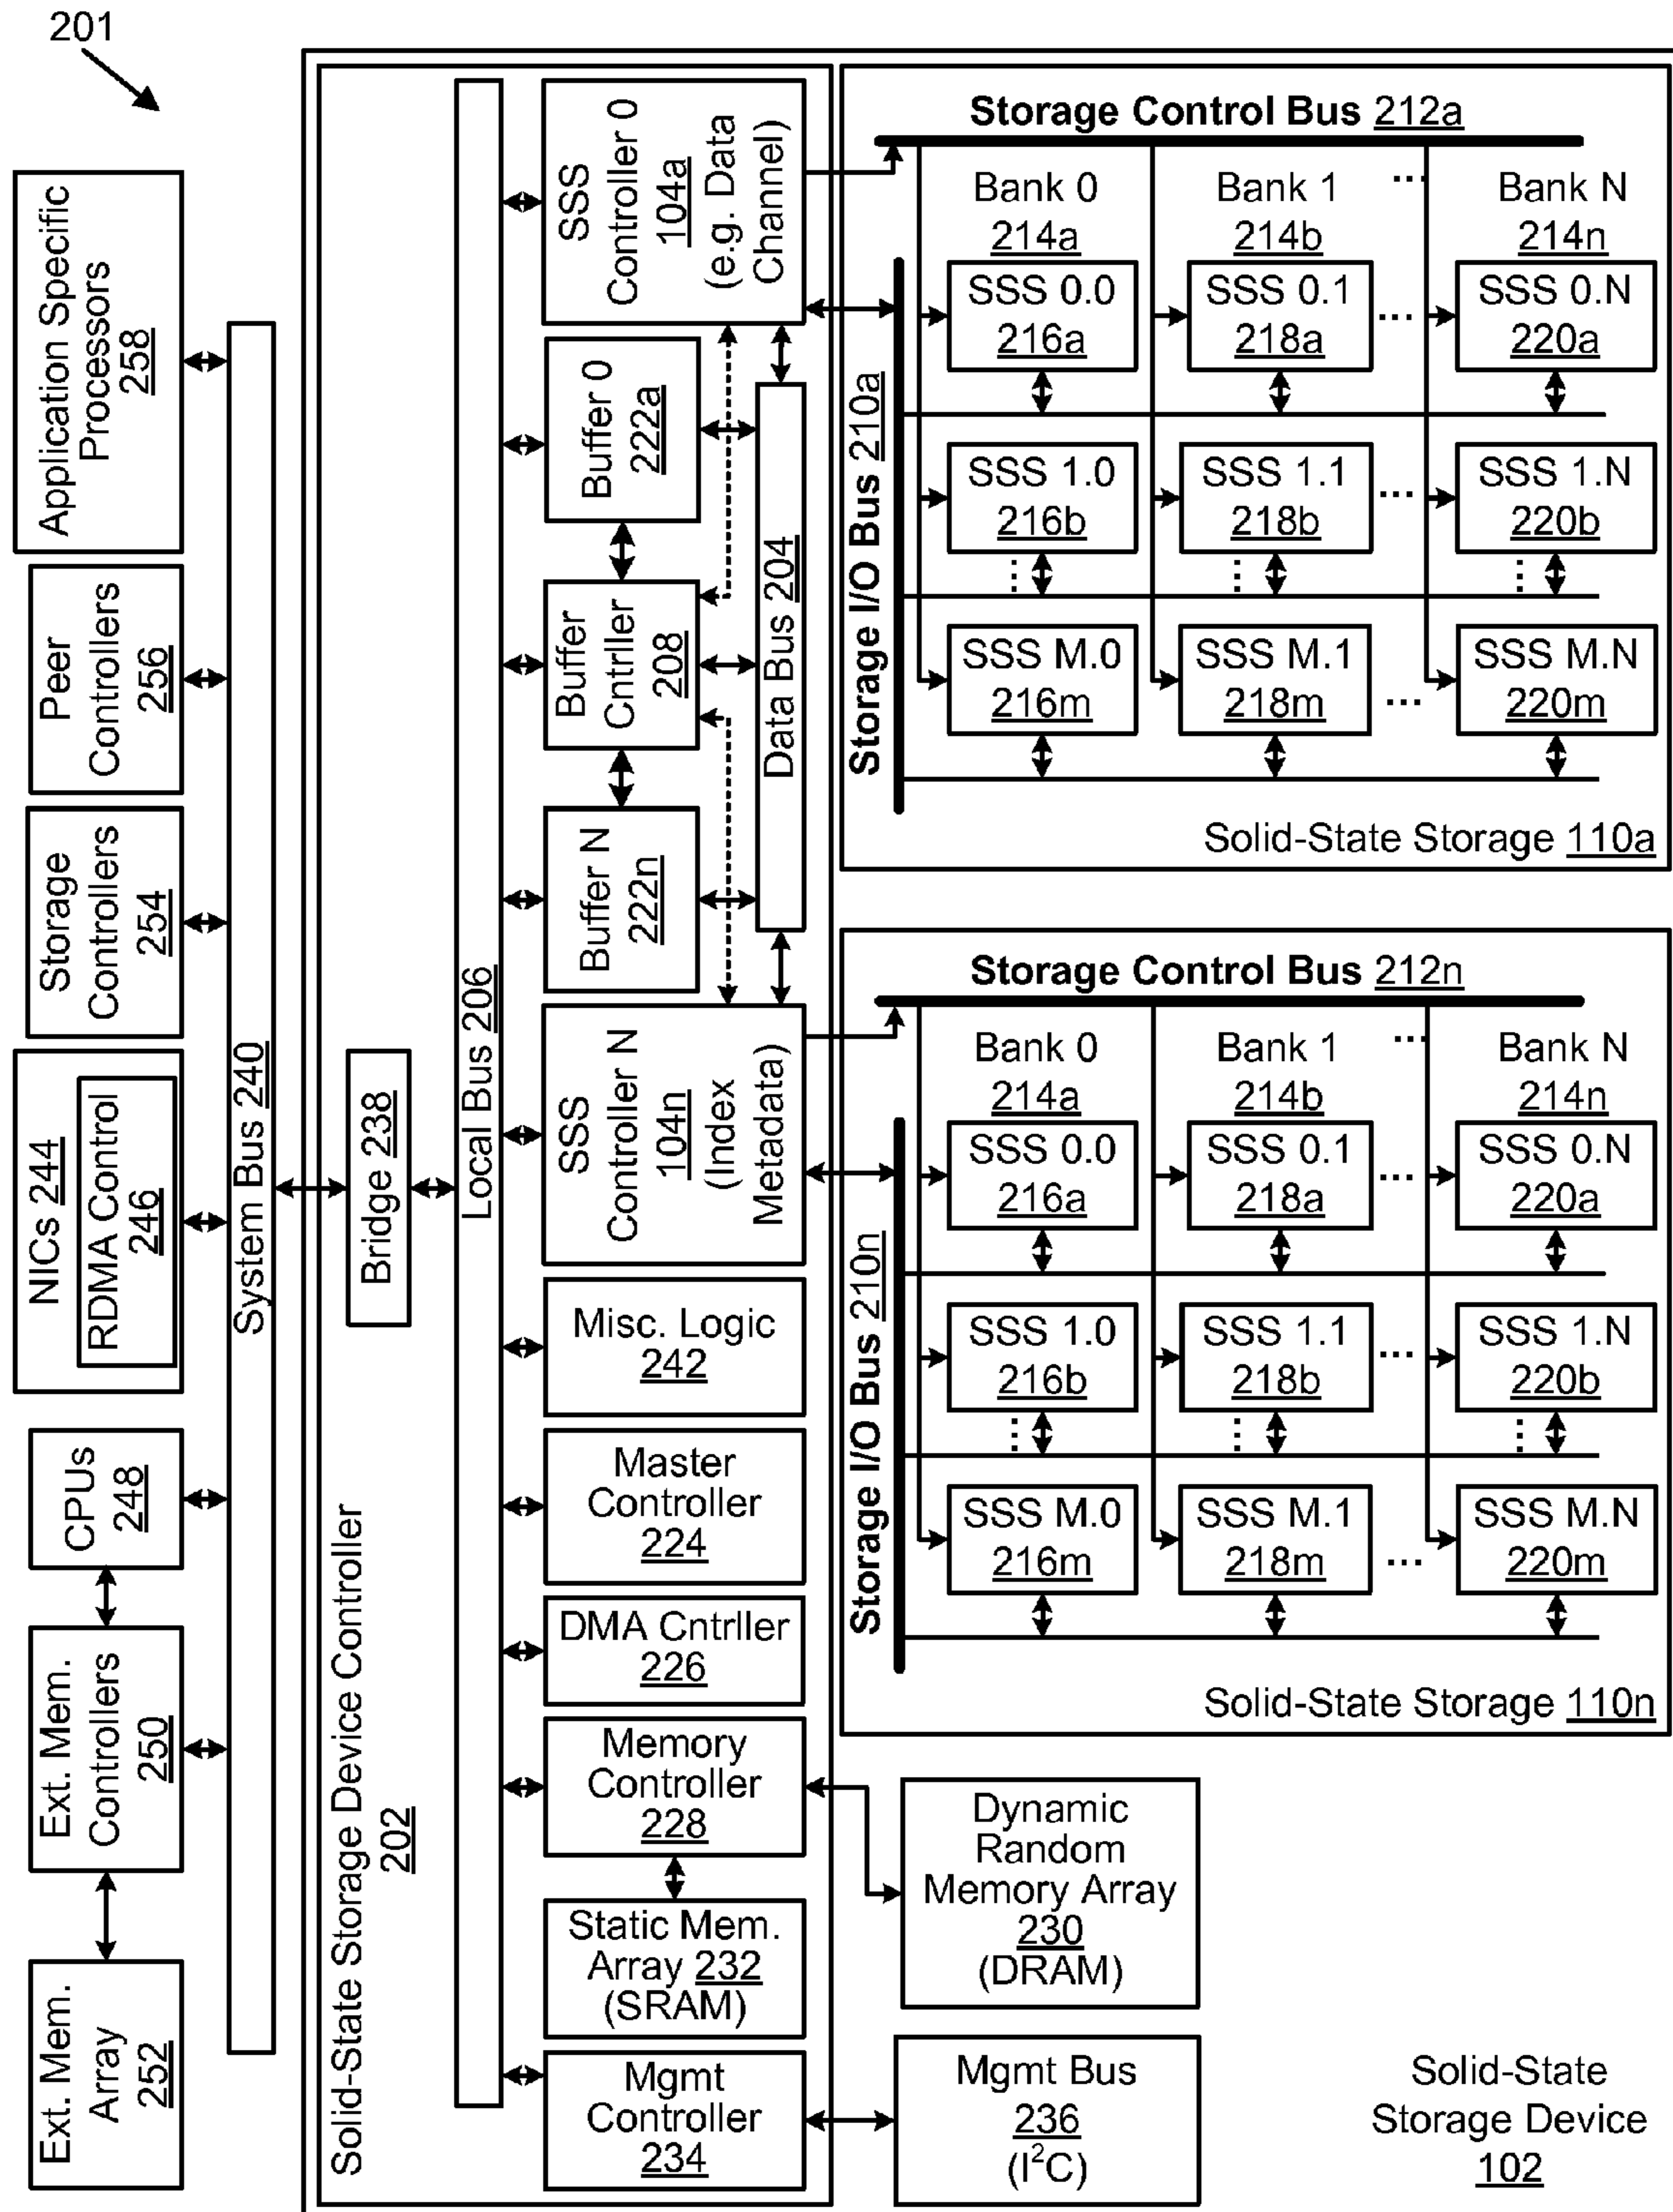 201
Application Specific
Processors
258
Peer
Controllers
256
Storage
Controllers
254
NICs 244
RDMA Control
246
CPUs
248
Ext. Mem.
Controllers
250
Ext. Mem.
Array
252
System Bus 240
Bridge 238
Solid-State Storage Device Controller
202
Local Bus 206
SSS
Controller 0
104a
(e.g. Data
Channel)
Buffer 0
222a
Buffer
Cntrller
208
Buffer N
222n
Data Bus 204
SSS
Controller N
104n
(Index
Metadata)
Misc. Logic
242
Master
Controller
224
DMA Cntrller
226
Memory
Controller
228
Static Mem.
Array 232
(SRAM)
Mgmt
Controller
234
Storage Control Bus 212a
Storage I/O Bus 210a
Bank 0 Bank 1 ... Bank N
214a 214b 214n
SSS 0.0 SSS 0.1 ... SSS 0.N
216a 218a 220a
SSS 1.0 SSS 1.1 ... SSS 1.N
216b 218b 220b
... ... ...
SSS M.0 SSS M.1 ... SSS M.N
216m 218m 220m
Solid-State Storage 110a
Storage Control Bus 212n
Storage I/O Bus 210n
Bank 0 Bank 1 ... Bank N
214a 214b 214n
SSS 0.0 SSS 0.1 ... SSS 0.N
216a 218a 220a
SSS 1.0 SSS 1.1 ... SSS 1.N
216b 218b 220b
... ... ...
SSS M.0 SSS M.1 ... SSS M.N
216m 218m 220m
Solid-State Storage 110n
Dynamic
Random
Memory Array
230
(DRAM)
Mgmt Bus
236
(I²C)
Solid-State
Storage Device
102